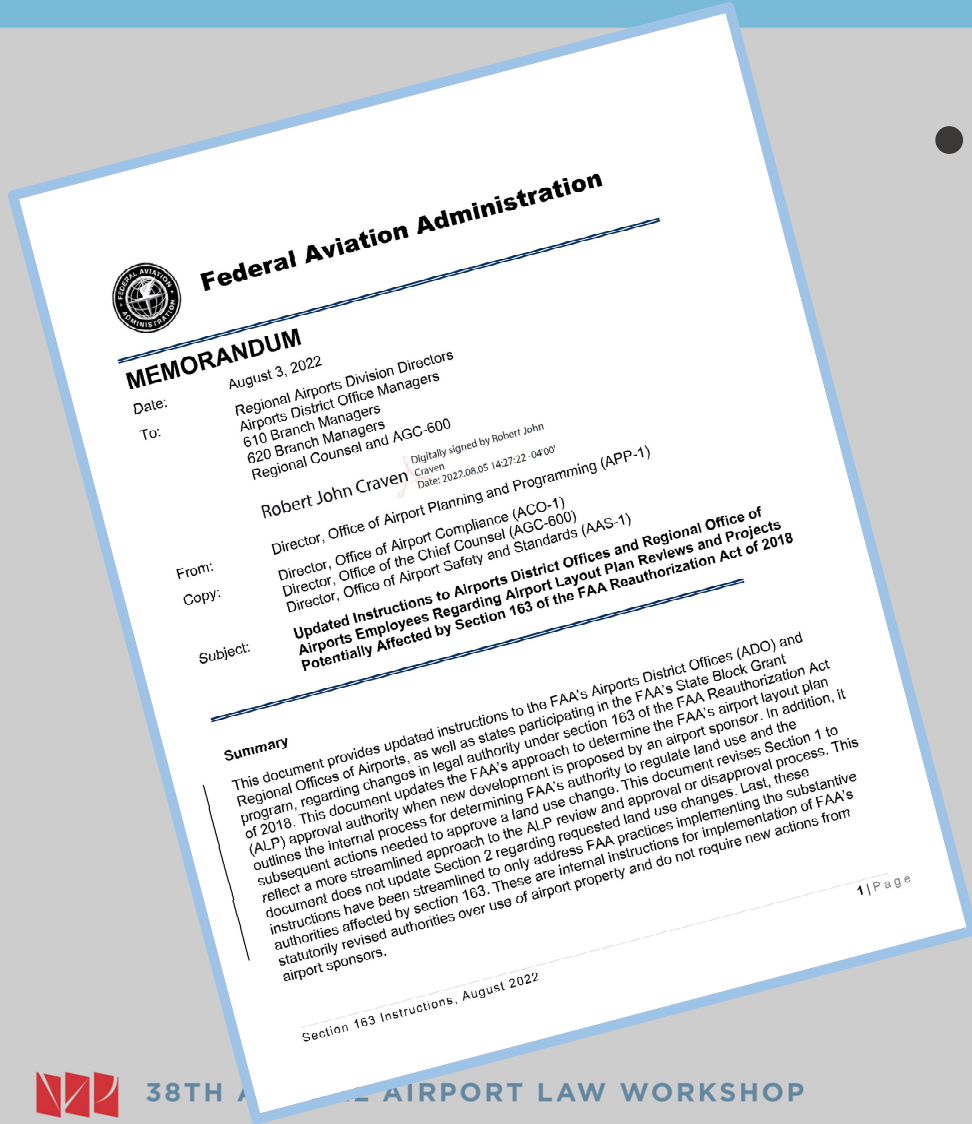 FEDERAL AVIATION
ADMINISTRATION
Federal Aviation Administration
MEMORANDUM
Date: August 3, 2022
To: Regional Airports Division Directors
Airports District Office Managers
610 Branch Managers
620 Branch Managers
Regional Counsel and AGC-600
Robert John Craven
Digitally signed by Robert John
Craven
Date: 2022.08.05 14:27:22 -04'00'
From: Director, Office of Airport Planning and Programming (APP-1)
Copy: Director, Office of Airport Compliance (ACO-1)
Director, Office of the Chief Counsel (AGC-600)
Director, Office of Airport Safety and Standards (AAS-1)
Subject: Updated Instructions to Airports District Offices and Regional Office of
Airports Employees Regarding Airport Layout Plan Reviews and Projects
Potentially Affected by Section 163 of the FAA Reauthorization Act of 2018
Summary
This document provides updated instructions to the FAA's Airports District Offices (ADO) and
Regional Offices of Airports, as well as states participating in the FAA's State Block Grant
program, regarding changes in legal authority under section 163 of the FAA Reauthorization Act
of 2018. This document updates the FAA's approach to determine the FAA's airport layout plan
(ALP) approval authority when new development is proposed by an airport sponsor. In addition, it
outlines the internal process for determining FAA's authority to regulate land use and the
subsequent actions needed to approve a land use change. This document revises Section 1 to
reflect a more streamlined approach to the ALP review and approval or disapproval process. This
document does not update Section 2 regarding requested land use changes. Last, these
instructions have been streamlined to only address FAA practices implementing the substantive
authorities affected by section 163. These are internal instructions for implementation of FAA's
statutorily revised authorities over use of airport property and do not require new actions from
airport sponsors.
1 | Page
Section 163 Instructions, August 2022
38TH A AIRPORT LAW WORKSHOP